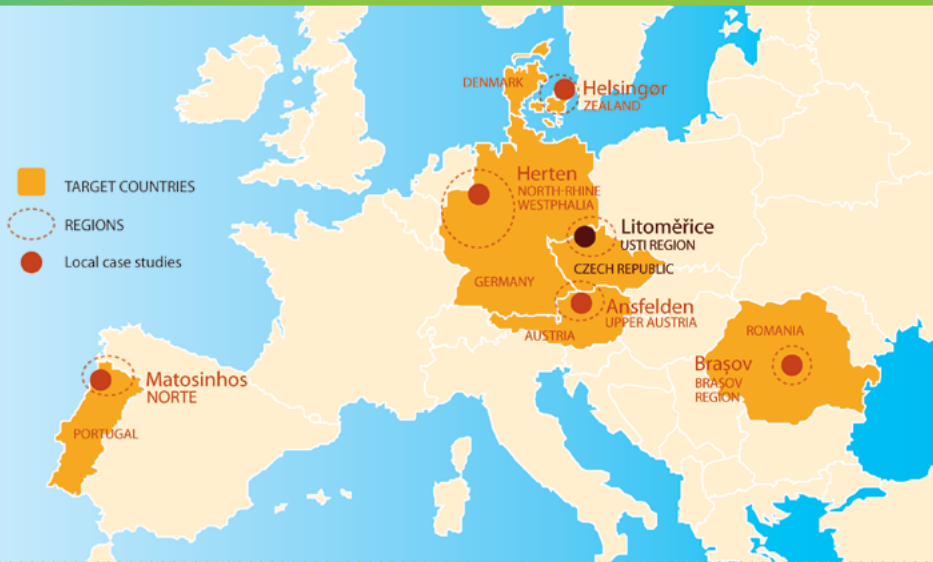 DENMARK
Helsingør
ZEALAND
TARGET COUNTRIES
REGIONS
Local case studies
Herten
NORTH-RHINE
WESTPHALIA
Litoměřice
USTI REGION
CZECH REPUBLIC
GERMANY
Ansfelden
UPPER AUSTRIA
AUSTRIA
ROMANIA
Brașov
BRAȘOV
REGION
Matosinhos
NORTE
PORTUGAL